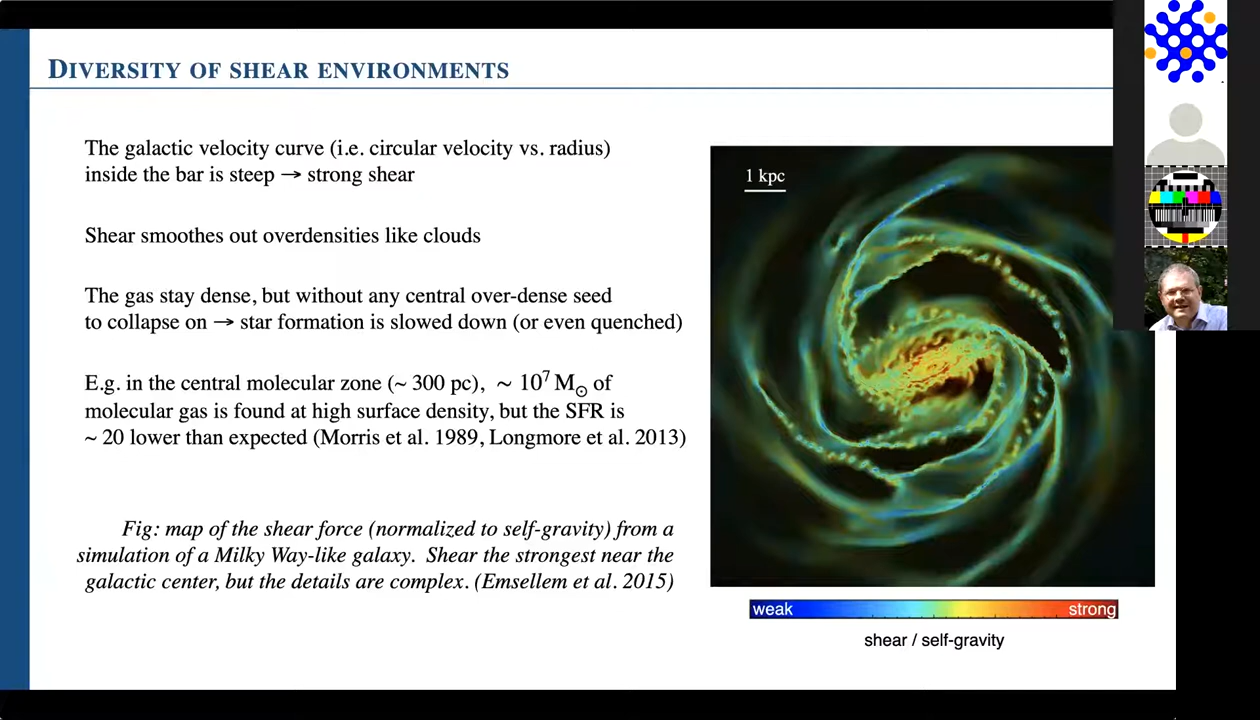 DIVERSITY OF SHEAR ENVIRONMENTS
The galactic velocity curve (i.e. circular velocity vs. radius)
inside the bar is steep → strong shear
Shear smoothes out overdensities like clouds
The gas stay dense, but without any central over-dense seed
to collapse on → star formation is slowed down (or even quenched)
E.g. in the central molecular zone (~ 300 pc), ~ 10⁷ M⊙ of
molecular gas is found at high surface density, but the SFR is
~ 20 lower than expected (Morris et al. 1989, Longmore et al. 2013)
Fig: map of the shear force (normalized to self-gravity) from a
simulation of a Milky Way-like galaxy. Shear the strongest near the
galactic center, but the details are complex. (Emsellem et al. 2015)
1 kpc
weak strong
shear / self-gravity